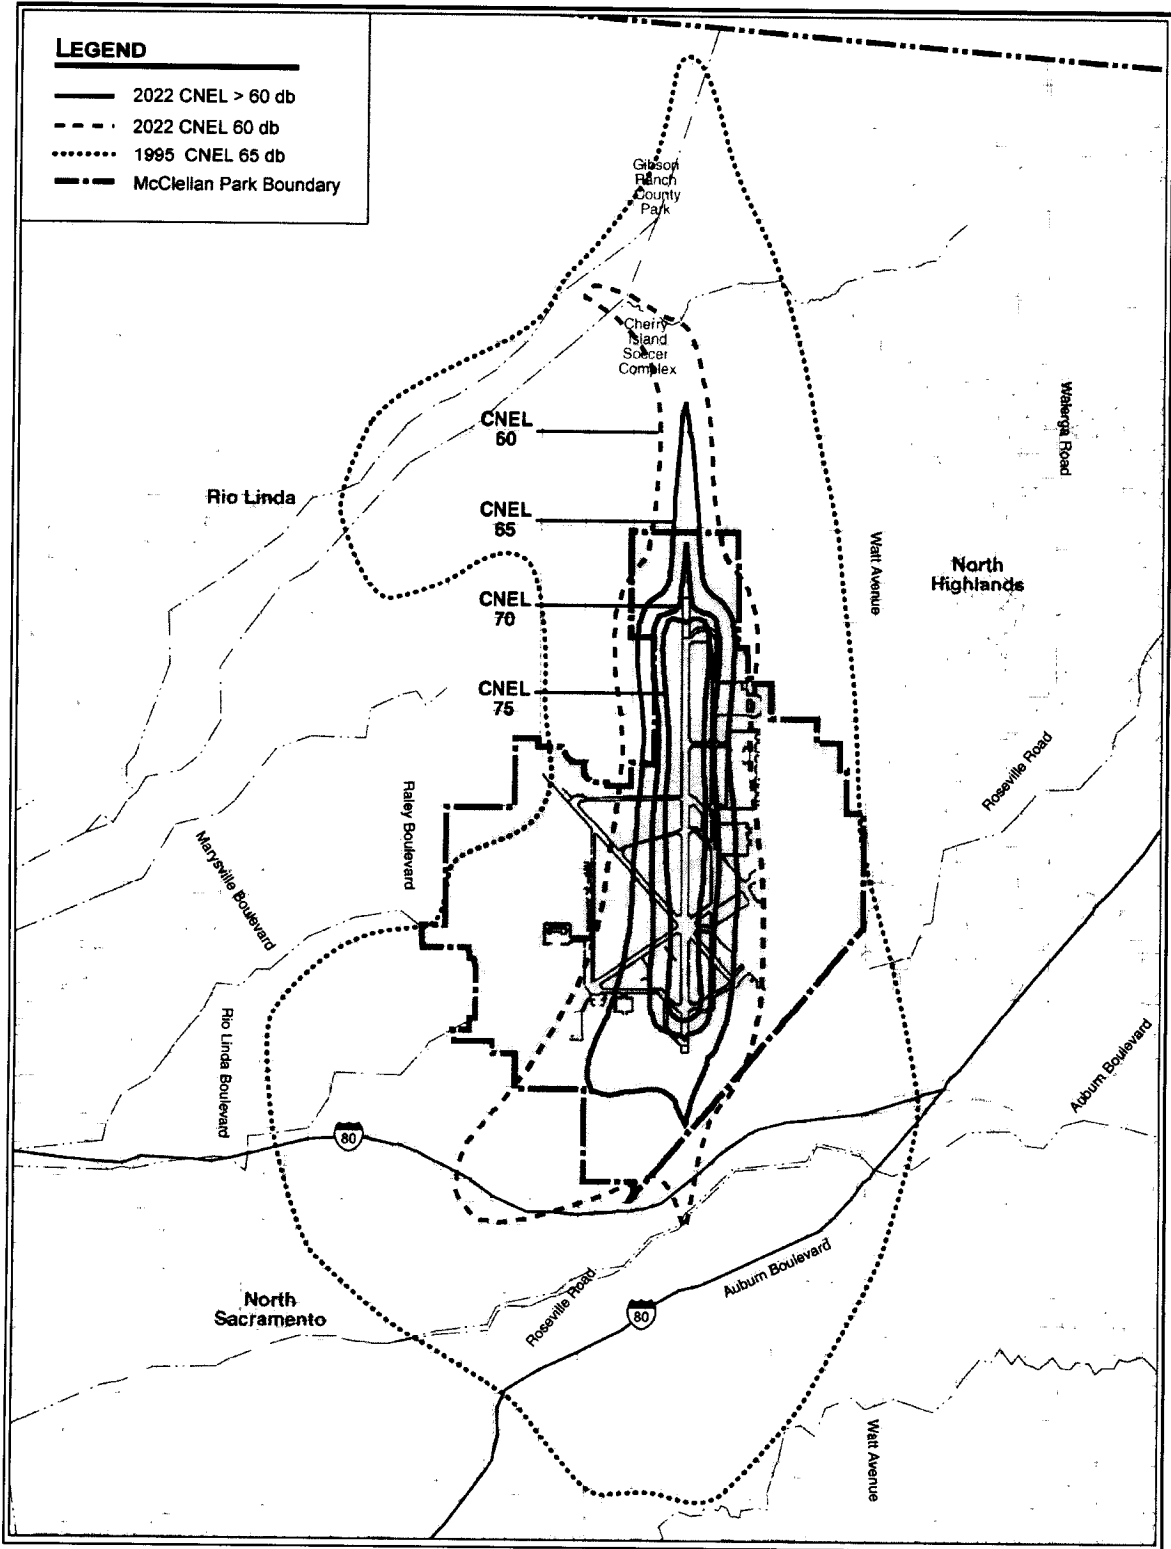 LEGEND
2022 CNEL > 60 db
2022 CNEL 60 db
1995 CNEL 65 db
McClellan Park Boundary
Gibson
Ranch
County
Park
Cherry
Island
Soccer
Complex
CNEL
60
Walerga Road
Rio Linda
CNEL
65
Watt Avenue
North
Highlands
CNEL
70
CNEL
75
Roseville Road
Raley Boulevard
Marysville Boulevard
Rio Linda Boulevard
Auburn Boulevard
80
North
Sacramento
Roseville Road
80
Auburn Boulevard
Watt Avenue